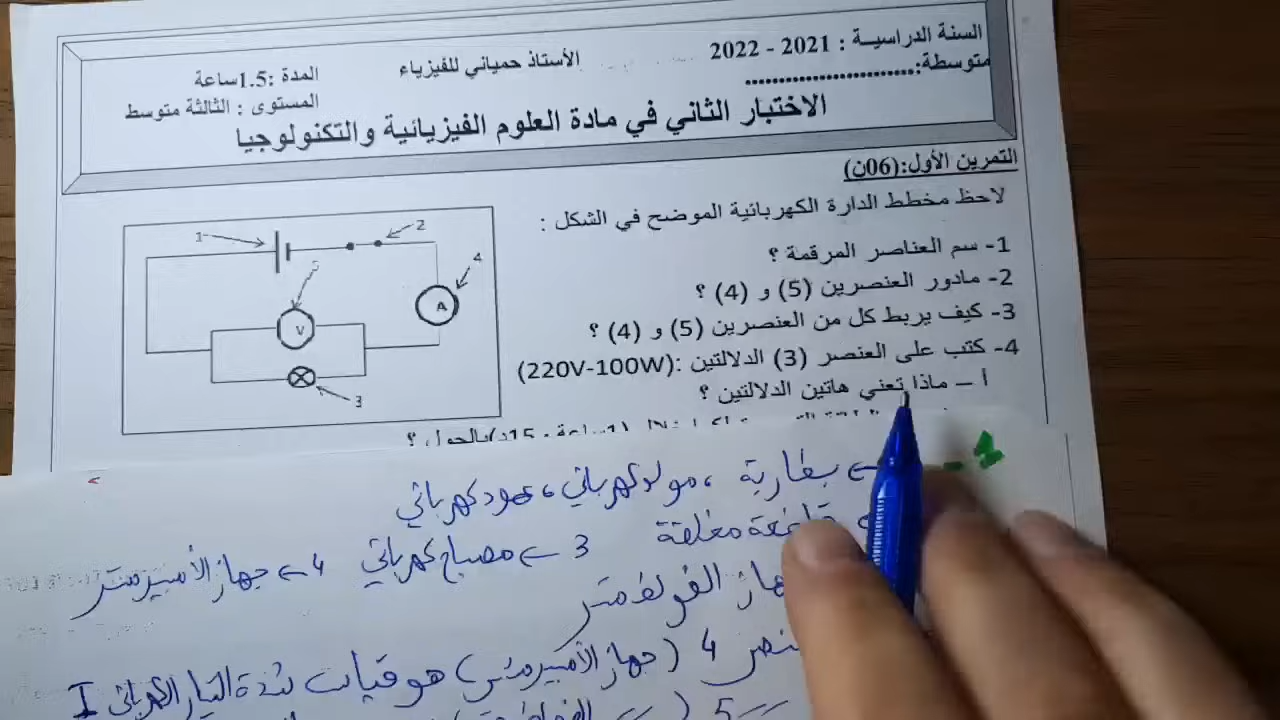 السنة الدراسية : 2021 - 2022
متوسطة:.........................
الأستاذ حمياني للفيزياء
المدة :1.5ساعة
المستوى : الثالثة متوسط
الاختبار الثاني في مادة العلوم الفيزيائية والتكنولوجيا
التمرين الأول:(06ن)
لاحظ مخطط الدارة الكهربائية الموضح في الشكل :
1- سم العناصر المرقمة ؟
2- مادور العنصرين (5) و (4) ؟
3- كيف يربط كل من العنصرين (5) و (4) ؟
4- كتب على العنصر (3) الدلالتين :(220V-100W)
أ – ماذا تعني هاتين الدلالتين ؟
1
2
5
4
V
A
3
بطارية ، مولد كهربائي ، عمود كهربائي
قاطعة مغلقة 3 ← مصباح كهربائي 4 ← جهاز الأمبيرمتر
الفولطمتر
4 (جهاز الأمبيرمتر) هو قياس شدة التيار الكهربائي I
5